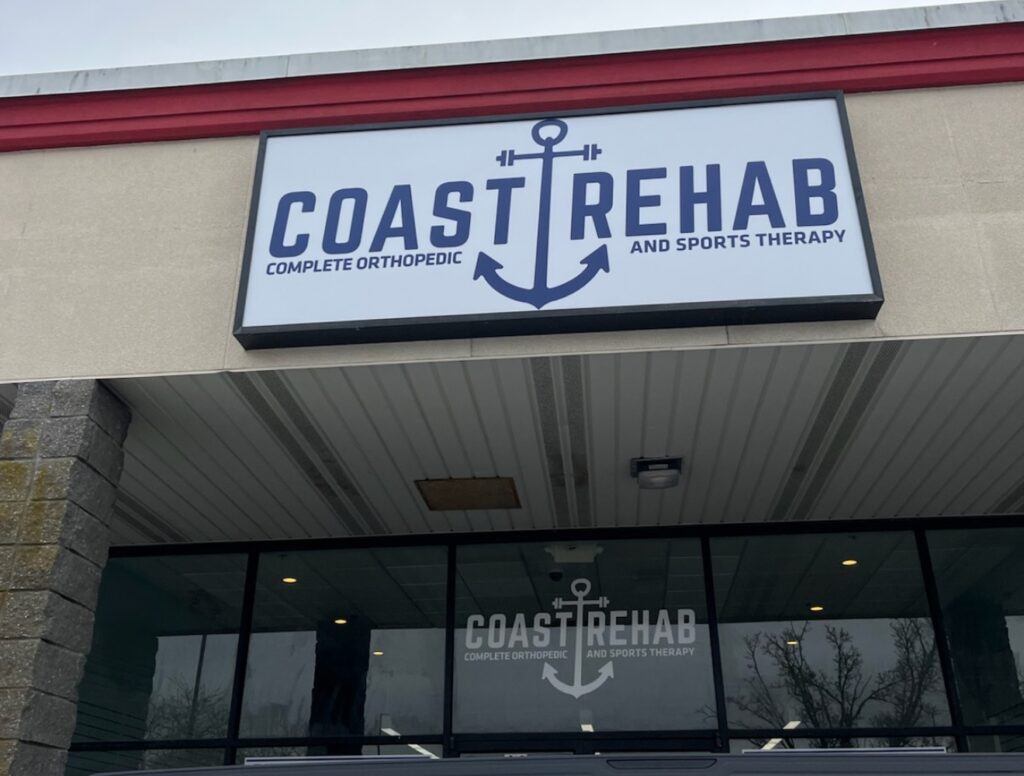 COAST REHAB
COMPLETE ORTHOPEDIC AND SPORTS THERAPY
COAST REHAB
COMPLETE ORTHOPEDIC AND SPORTS THERAPY